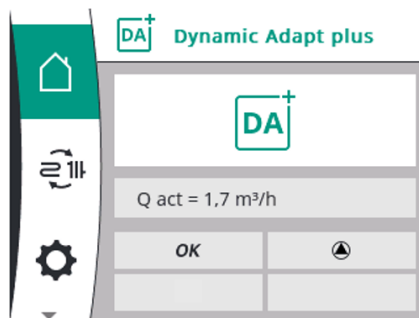 DA+ Dynamic Adapt plus
DA+
Q act = 1,7 m³/h
OK